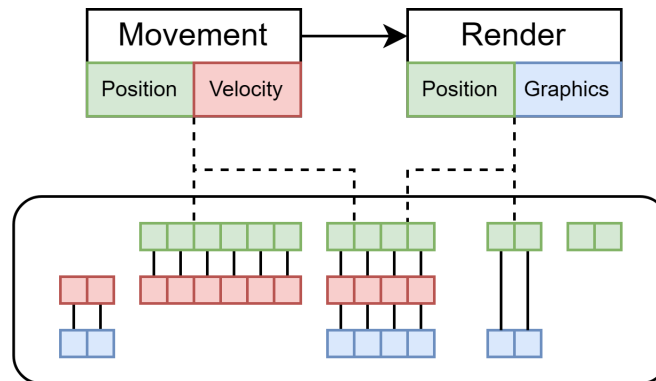 Movement
Render
Position
Velocity
Position
Graphics